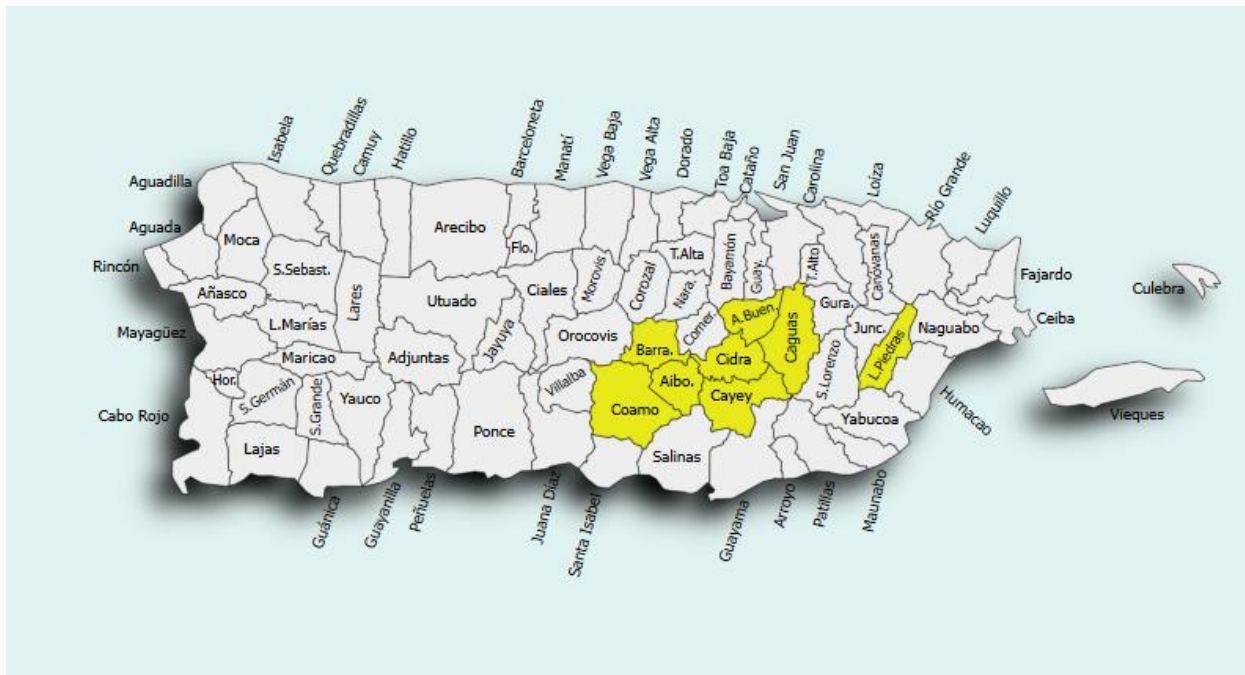 Isabela
Quebradillas
Camuy
Hatillo
Barceloneta
Manatí
Vega Baja
Vega Alta
Dorado
Toa Baja
Cataño
San Juan
Carolina
Loíza
Río Grande
Luquillo
Aguadilla
Aguada
Rincón
Mayagüez
Cabo Rojo
Moca
Arecibo
Flo.
T.Alta
Bayamón
Guay.
T.Alto
Canóvanas
Fajardo
Culebra
Ceiba
S.Sebast.
Añasco
Lares
Utuado
Ciales
Morovis
Corozal
Nara.
A.Buen.
Caguas
Gura.
Junc.
L.Piedras
Naguabo
L.Marías
Maricao
Adjuntas
Jayuya
Orocovis
Barra.
Comer.
Cidra
S.Lorenzo
Humacao
Hor.
S.Germán
S.Grande
Yauco
Villalba
Aibo.
Cayey
Coamo
Yabucoa
Vieques
Lajas
Ponce
Salinas
Guánica
Guayanilla
Peñuelas
Juana Díaz
Santa Isabel
Guayama
Arroyo
Patillas
Maunabo